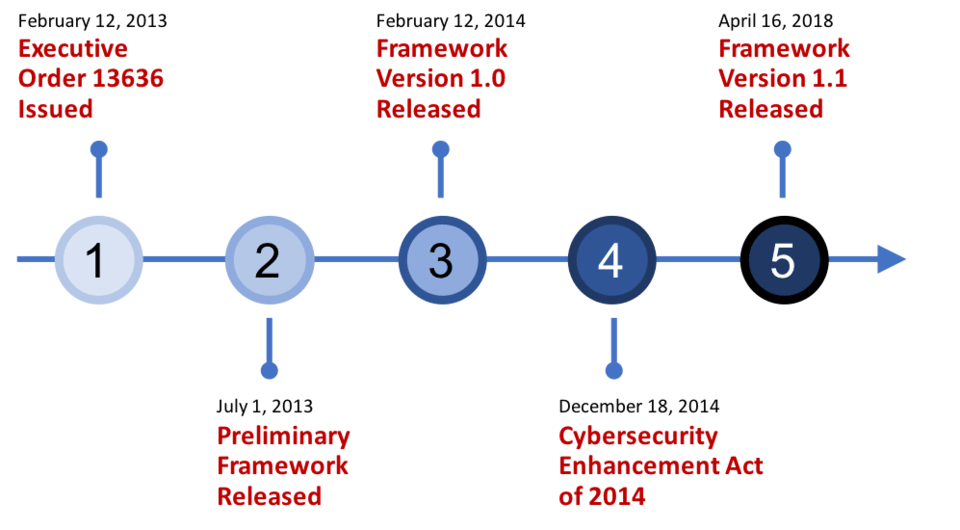 February 12, 2013
Executive
Order 13636
Issued
February 12, 2014
Framework
Version 1.0
Released
April 16, 2018
Framework
Version 1.1
Released
1
2
3
4
5
July 1, 2013
Preliminary
Framework
Released
December 18, 2014
Cybersecurity
Enhancement Act
of 2014